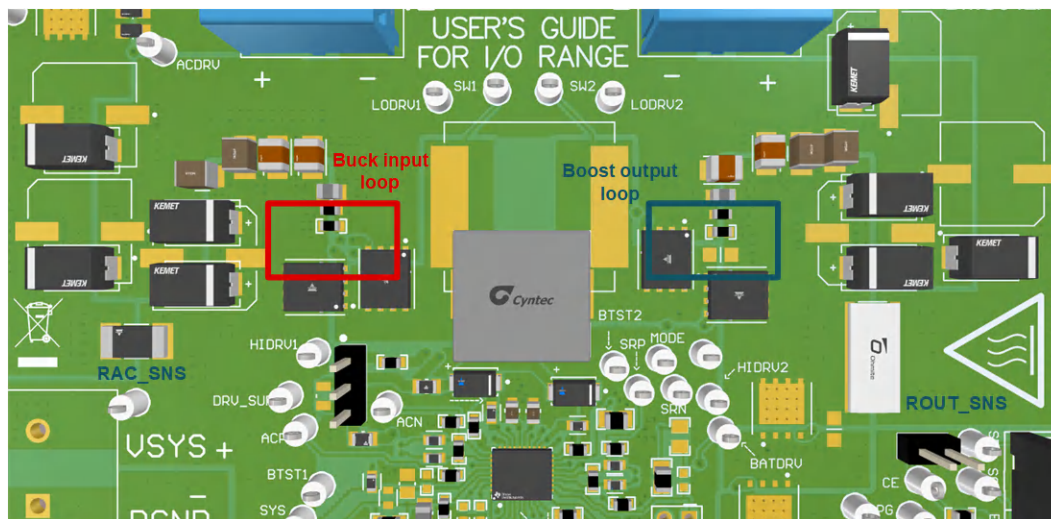 USER'S GUIDE
FOR I/O RANGE
ACDRV
+
−
−
+
SW1
SW2
LODRV1
LODRV2
KEMET
KEMET
KEMET
KEMET
KEMET
KEMET
KEMET
KEMET
Buck input
loop
Boost output
loop
Cyntec
BTST2
HIDRV1
SRP
MODE
RAC_SNS
HIDRV2
Ohmite
DRV_SU
ACN
SRN
ROUT_SNS
ACP
VSYS +
BATDRV
BTST1
CE
−
SYS
PG
PGND